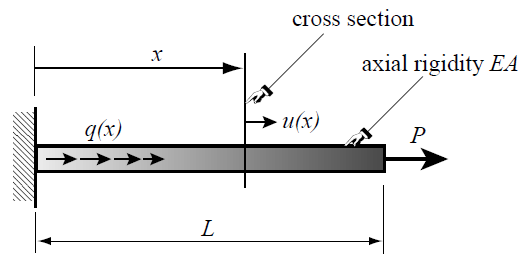 cross section
x
axial rigidity EA
q(x)
u(x)
P
L